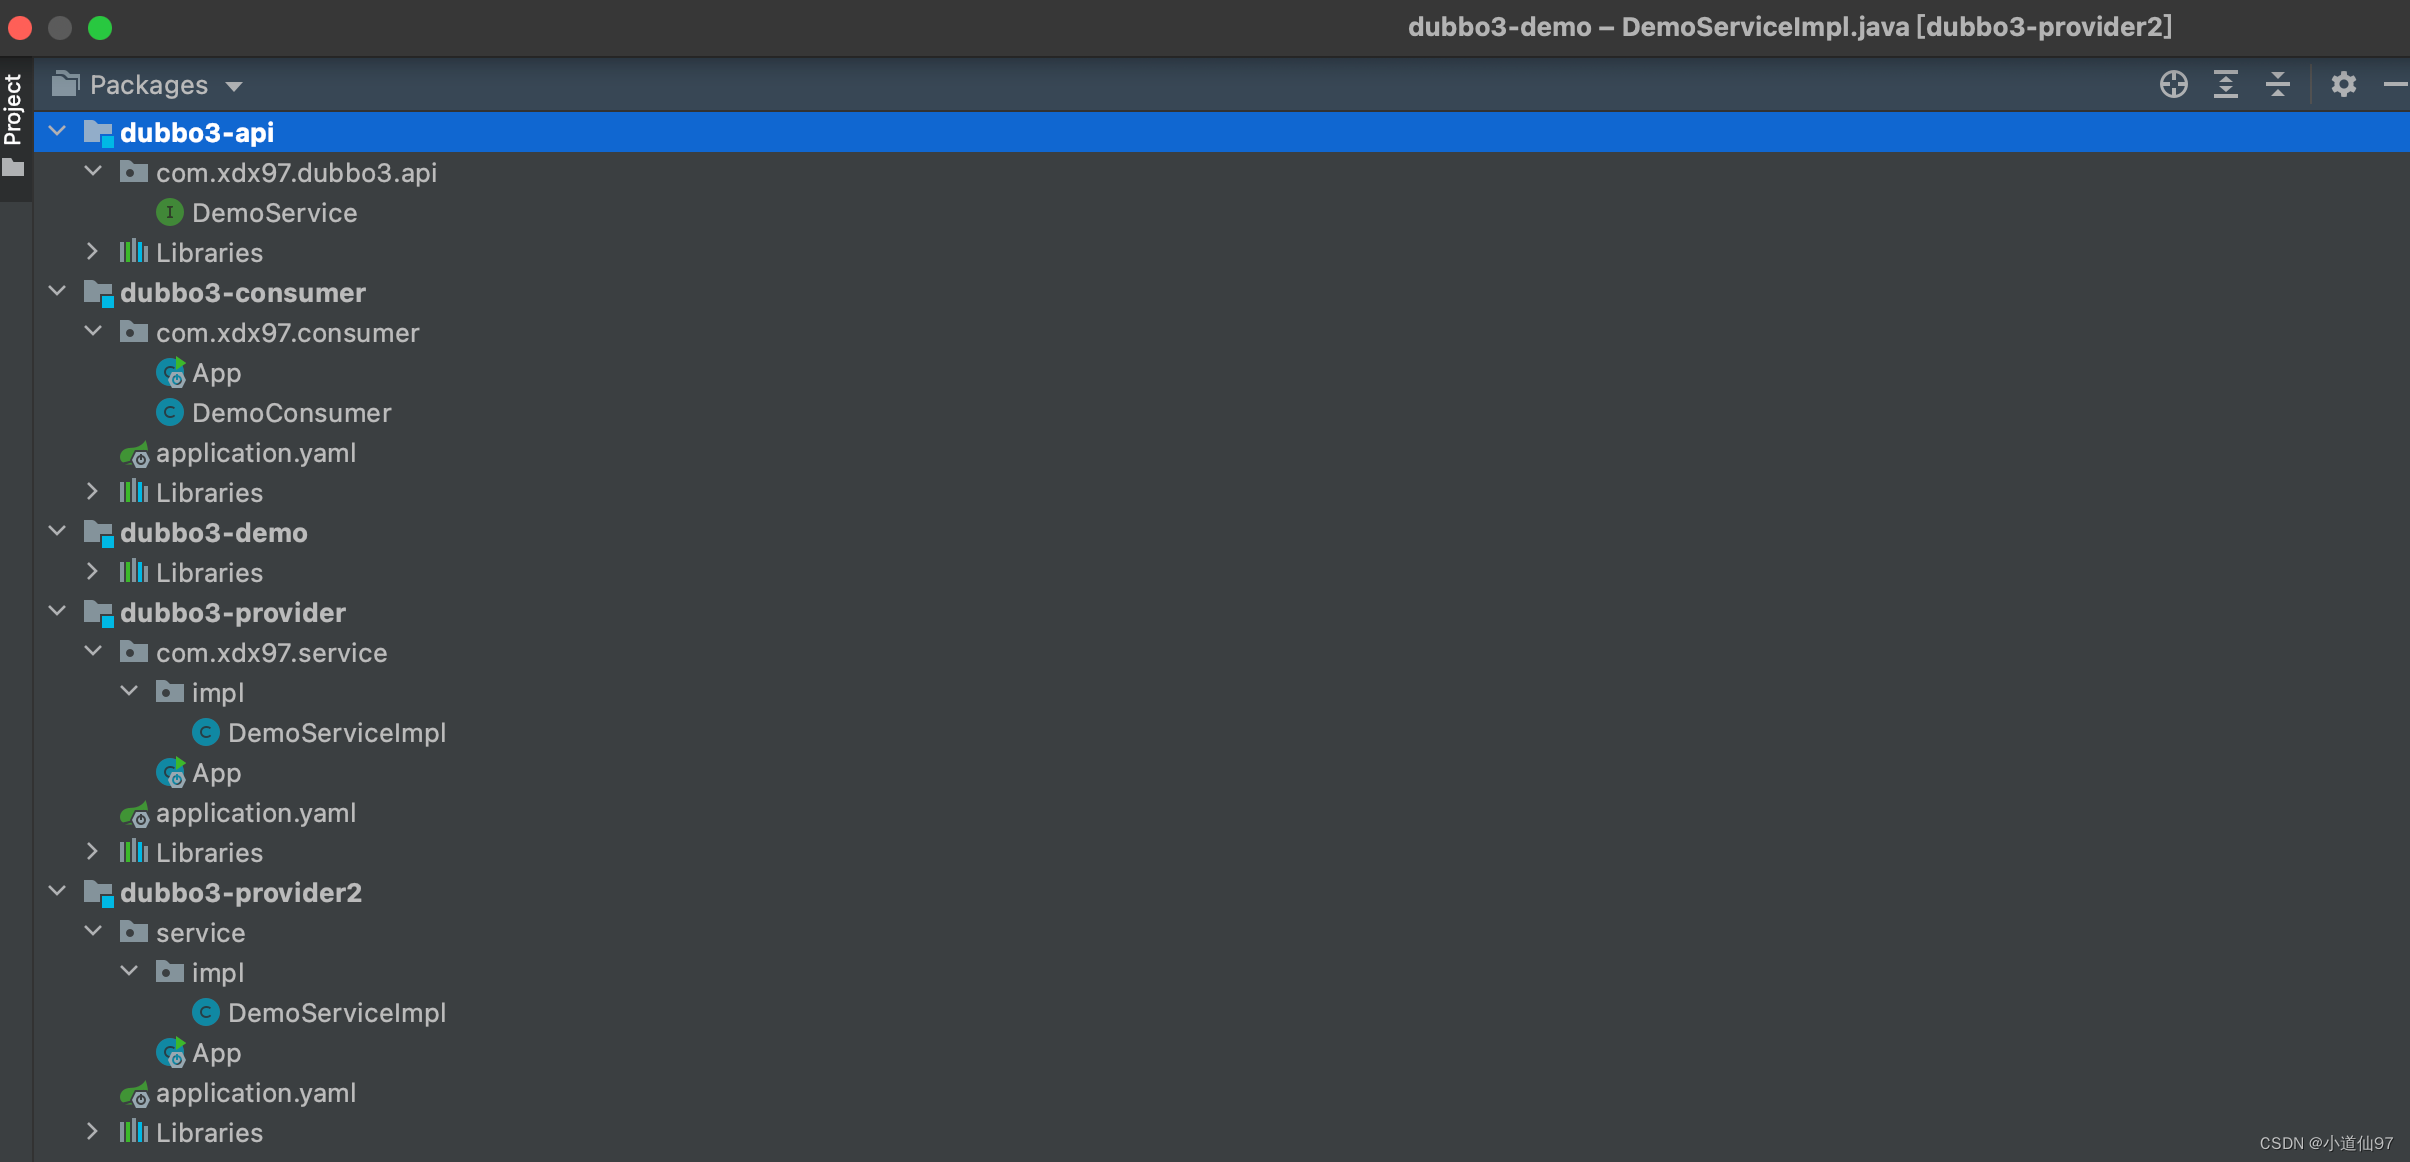 dubbo3-demo – DemoServiceImpl.java [dubbo3-provider2]
Project
Packages
dubbo3-api
com.xdx97.dubbo3.api
DemoService
Libraries
dubbo3-consumer
com.xdx97.consumer
App
DemoConsumer
application.yaml
Libraries
dubbo3-demo
Libraries
dubbo3-provider
com.xdx97.service
impl
DemoServiceImpl
App
application.yaml
Libraries
dubbo3-provider2
service
impl
DemoServiceImpl
App
application.yaml
Libraries
CSDN @小道仙97